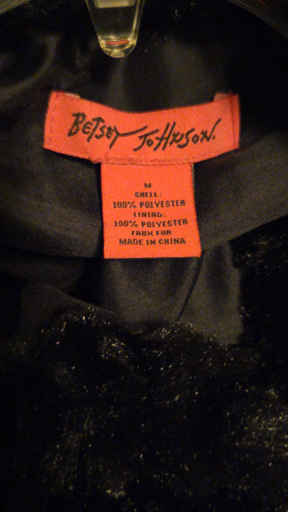 BETSEY JOHNSON.
M
SHELL:
100% POLYESTER
LINING:
100% POLYESTER
FAUX FUR
MADE IN CHINA